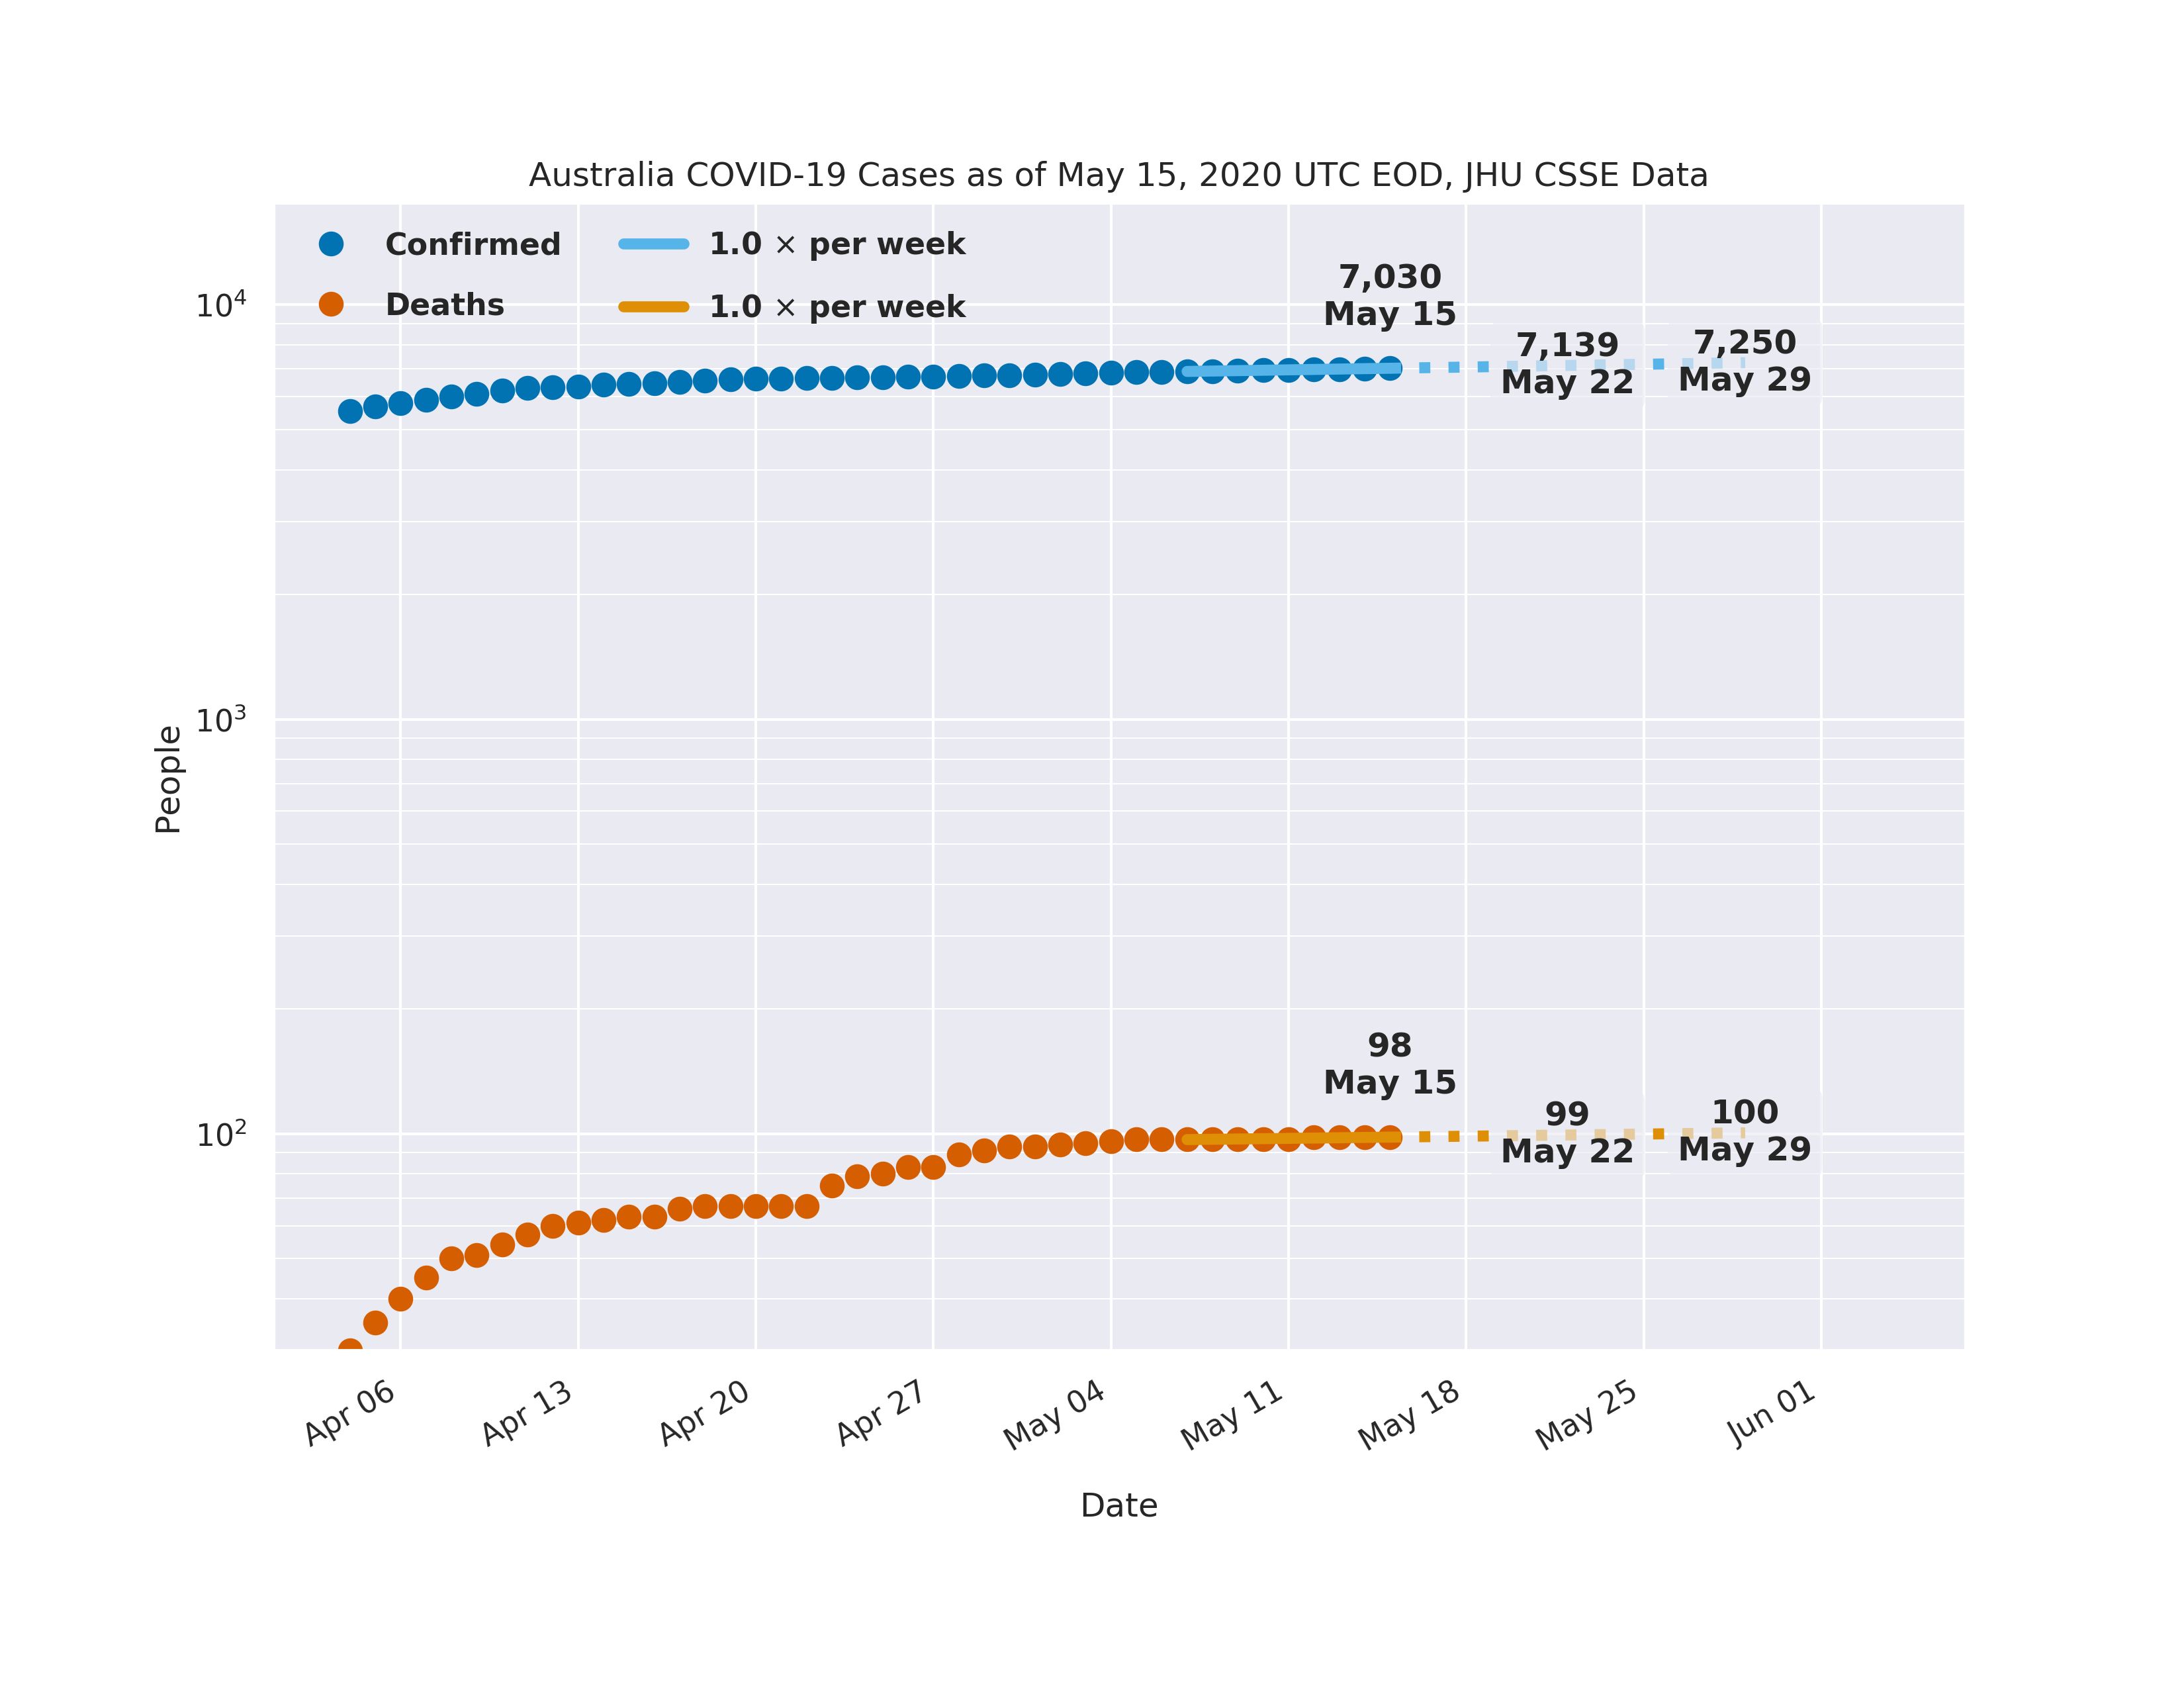 Australia COVID-19 Cases as of May 15, 2020 UTC EOD, JHU CSSE Data
Confirmed
Deaths
1.0 × per week
1.0 × per week
7,030
May 15
7,139
May 22
7,250
May 29
98
May 15
99
May 22
100
May 29
10⁴
10³
10²
People
Apr 06
Apr 13
Apr 20
Apr 27
May 04
May 11
May 18
May 25
Jun 01
Date